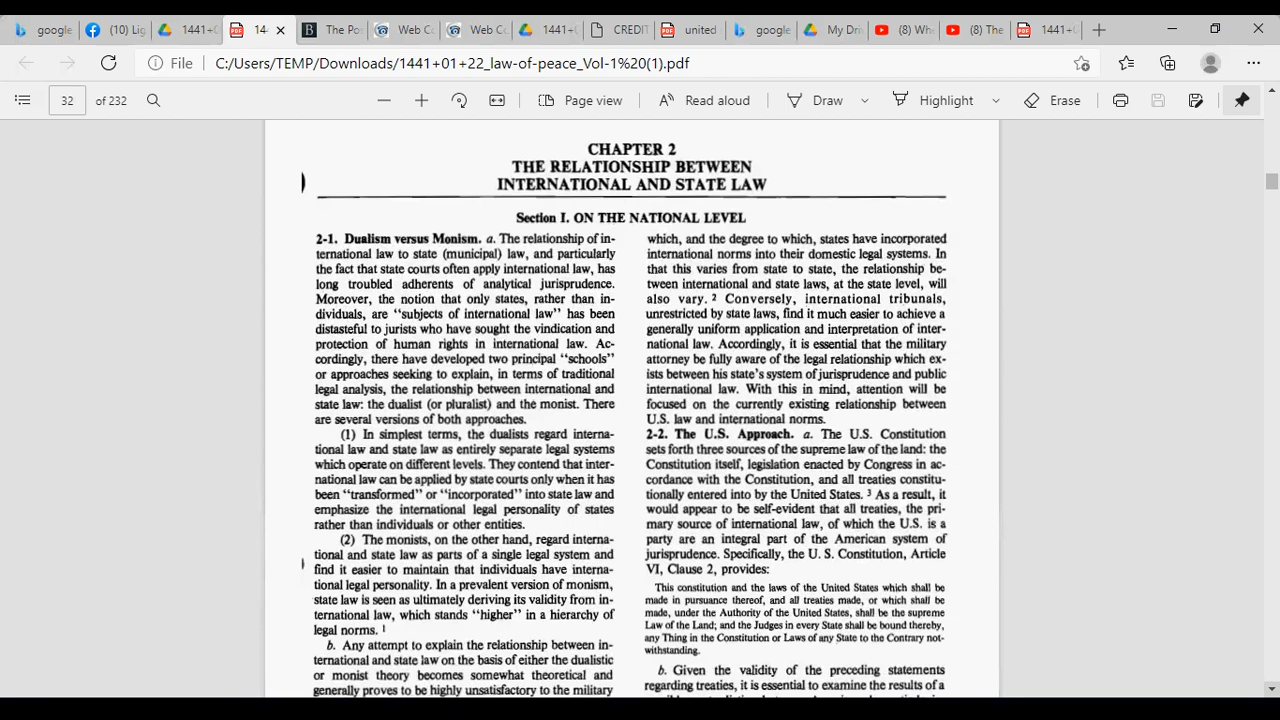 google
(10) Lig
1441+0
14
The Po
Web Co
Web Co
1441+0
CREDIT
united
google
My Driv
(8) Wh
(8) The
1441+0
File
C:/Users/TEMP/Downloads/1441+01+22_law-of-peace_Vol-1%20(1).pdf
32 of 232
Page view
Read aloud
Draw
Highlight
Erase
CHAPTER 2
THE RELATIONSHIP BETWEEN
INTERNATIONAL AND STATE LAW
Section I. ON THE NATIONAL LEVEL
2-1. Dualism versus Monism. a. The relationship of in-
ternational law to state (municipal) law, and particularly
the fact that state courts often apply international law, has
long troubled adherents of analytical jurisprudence.
Moreover, the notion that only states, rather than in-
dividuals, are "subjects of international law" has been
distasteful to jurists who have sought the vindication and
protection of human rights in international law. Ac-
cordingly, there have developed two principal "schools"
or approaches seeking to explain, in terms of traditional
legal analysis, the relationship between international and
state law: the dualist (or pluralist) and the monist. There
are several versions of both approaches.
(1) In simplest terms, the dualists regard interna-
tional law and state law as entirely separate legal systems
which operate on different levels. They contend that inter-
national law can be applied by state courts only when it has
been "transformed" or "incorporated" into state law and
emphasize the international legal personality of states
rather than individuals or other entities.
(2) The monists, on the other hand, regard interna-
tional and state law as parts of a single legal system and
find it easier to maintain that individuals have interna-
tional legal personality. In a prevalent version of monism,
state law is seen as ultimately deriving its validity from in-
ternational law, which stands "higher" in a hierarchy of
legal norms. 1
b. Any attempt to explain the relationship between in-
ternational and state law on the basis of either the dualistic
or monist theory becomes somewhat theoretical and
generally proves to be highly unsatisfactory to the military
which, and the degree to which, states have incorporated
international norms into their domestic legal systems. In
that this varies from state to state, the relationship be-
tween international and state laws, at the state level, will
also vary. 2 Conversely, international tribunals,
unrestricted by state laws, find it much easier to achieve a
generally uniform application and interpretation of inter-
national law. Accordingly, it is essential that the military
attorney be fully aware of the legal relationship which ex-
ists between his state's system of jurisprudence and public
international law. With this in mind, attention will be
focused on the currently existing relationship between
U.S. law and international norms.
2-2. The U.S. Approach. a. The U.S. Constitution
sets forth three sources of the supreme law of the land: the
Constitution itself, legislation enacted by Congress in ac-
cordance with the Constitution, and all treaties constitu-
tionally entered into by the United States. 3 As a result, it
would appear to be self-evident that all treaties, the pri-
mary source of international law, of which the U.S. is a
party are an integral part of the American system of
jurisprudence. Specifically, the U. S. Constitution, Article
VI, Clause 2, provides:
This constitution and the laws of the United States which shall be
made in pursuance thereof, and all treaties made, or which shall be
made, under the Authority of the United States, shall be the supreme
Law of the Land; and the Judges in every State shall be bound thereby,
any Thing in the Constitution or Laws of any State to the Contrary not-
withstanding.
b. Given the validity of the preceding statements
regarding treaties, it is essential to examine the results of a